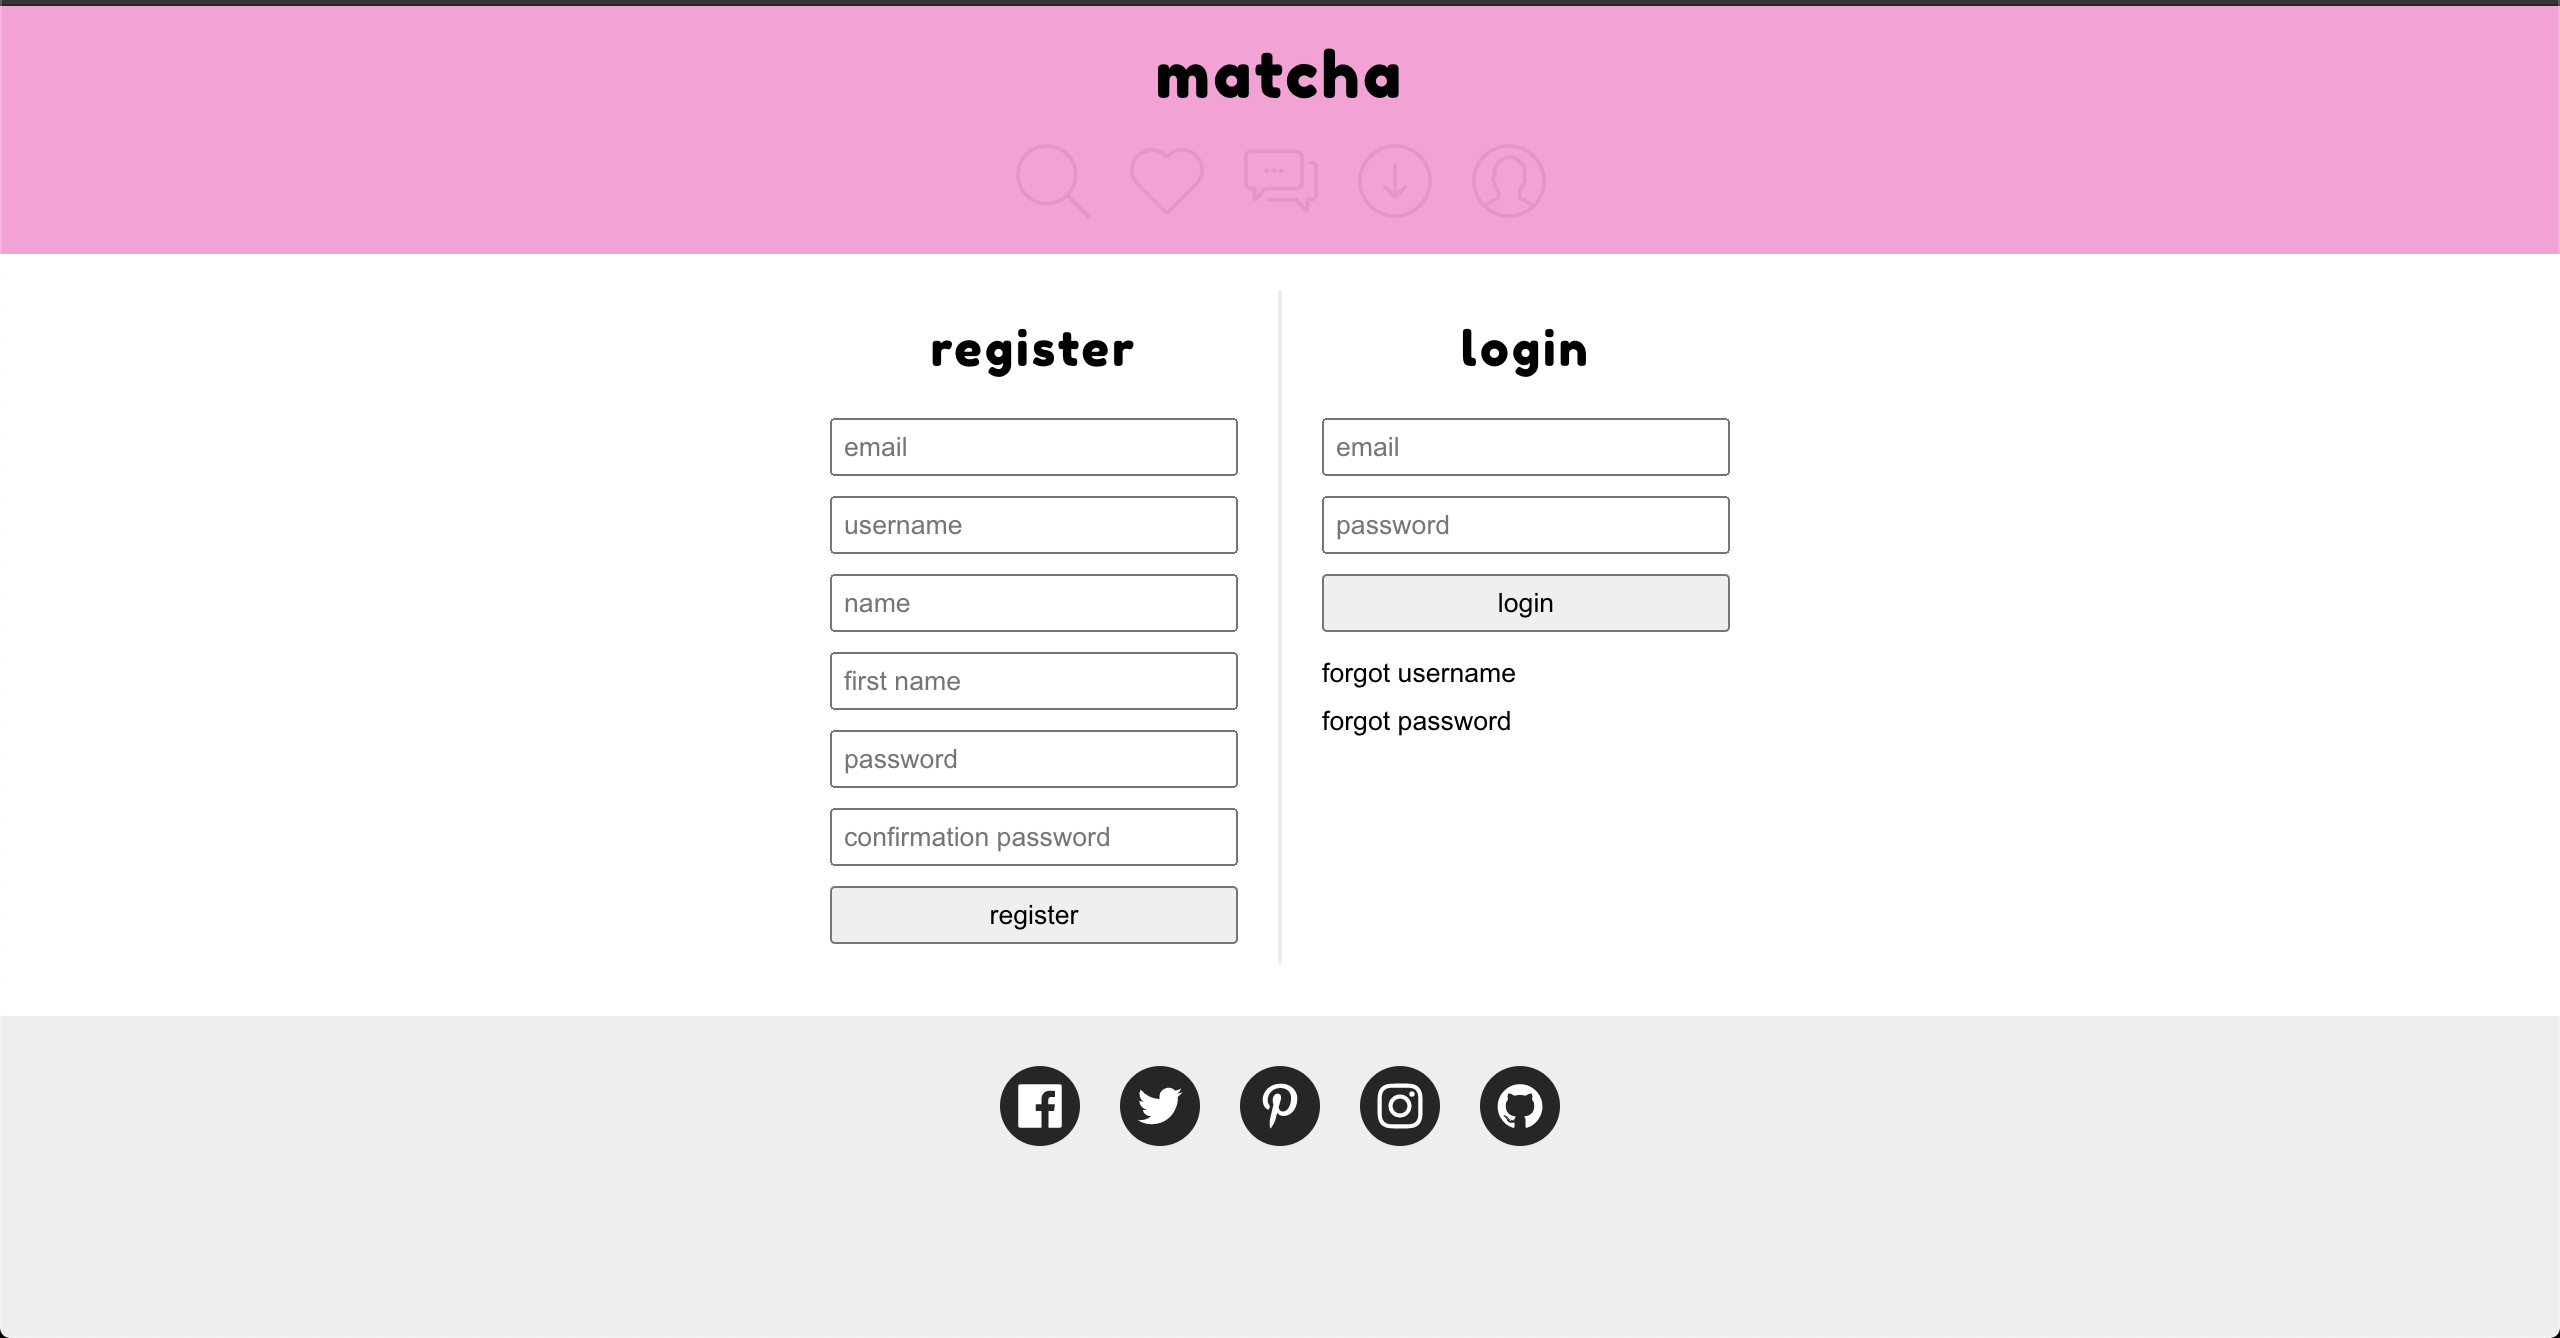 matcha
register
email
username
name
first name
password
confirmation password
register
login
email
password
login
forgot username
forgot password